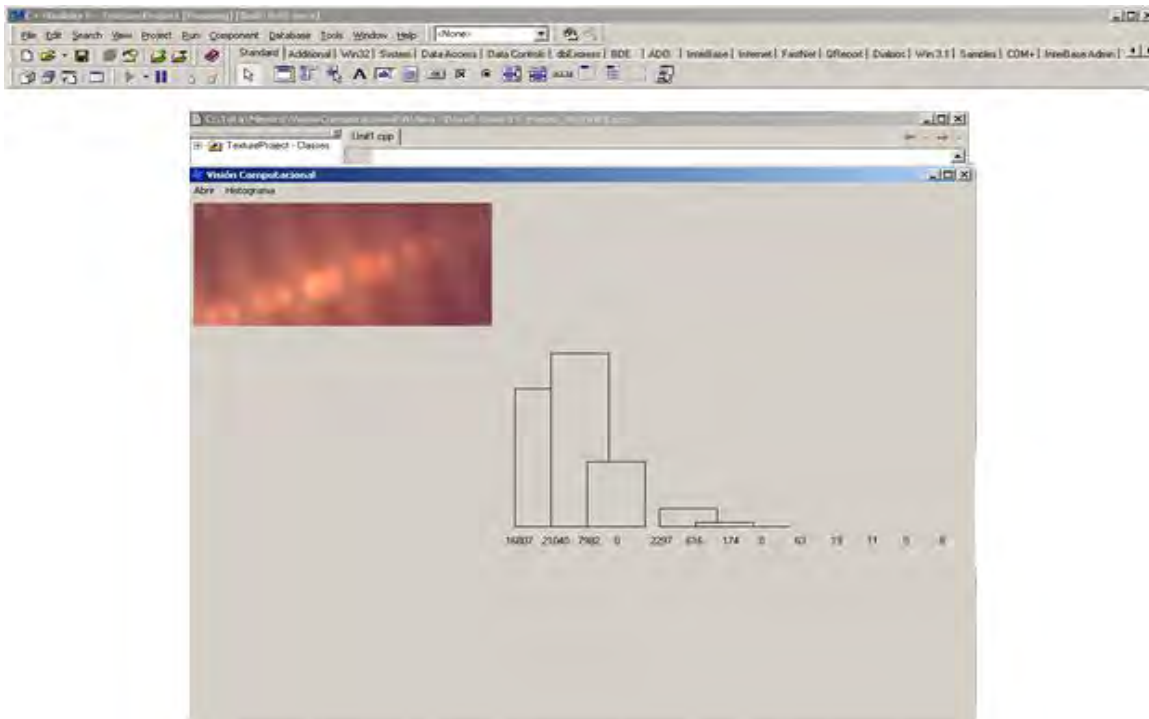 File Edit Search View Project Run Component Database Tools Window Help <None>
Standard Additional Win32 System Data Access Data Controls dbExpress BDE ADO InterBase Internet FastNet QReport Dialogs Win 3.1 Samples COM+ InterBase Admin
Unit1.cpp
TextureProject - Classes
Visión Computacional
Abrir Histograma
16807 21040 7982 0 2297 616 174 0 63 19 11